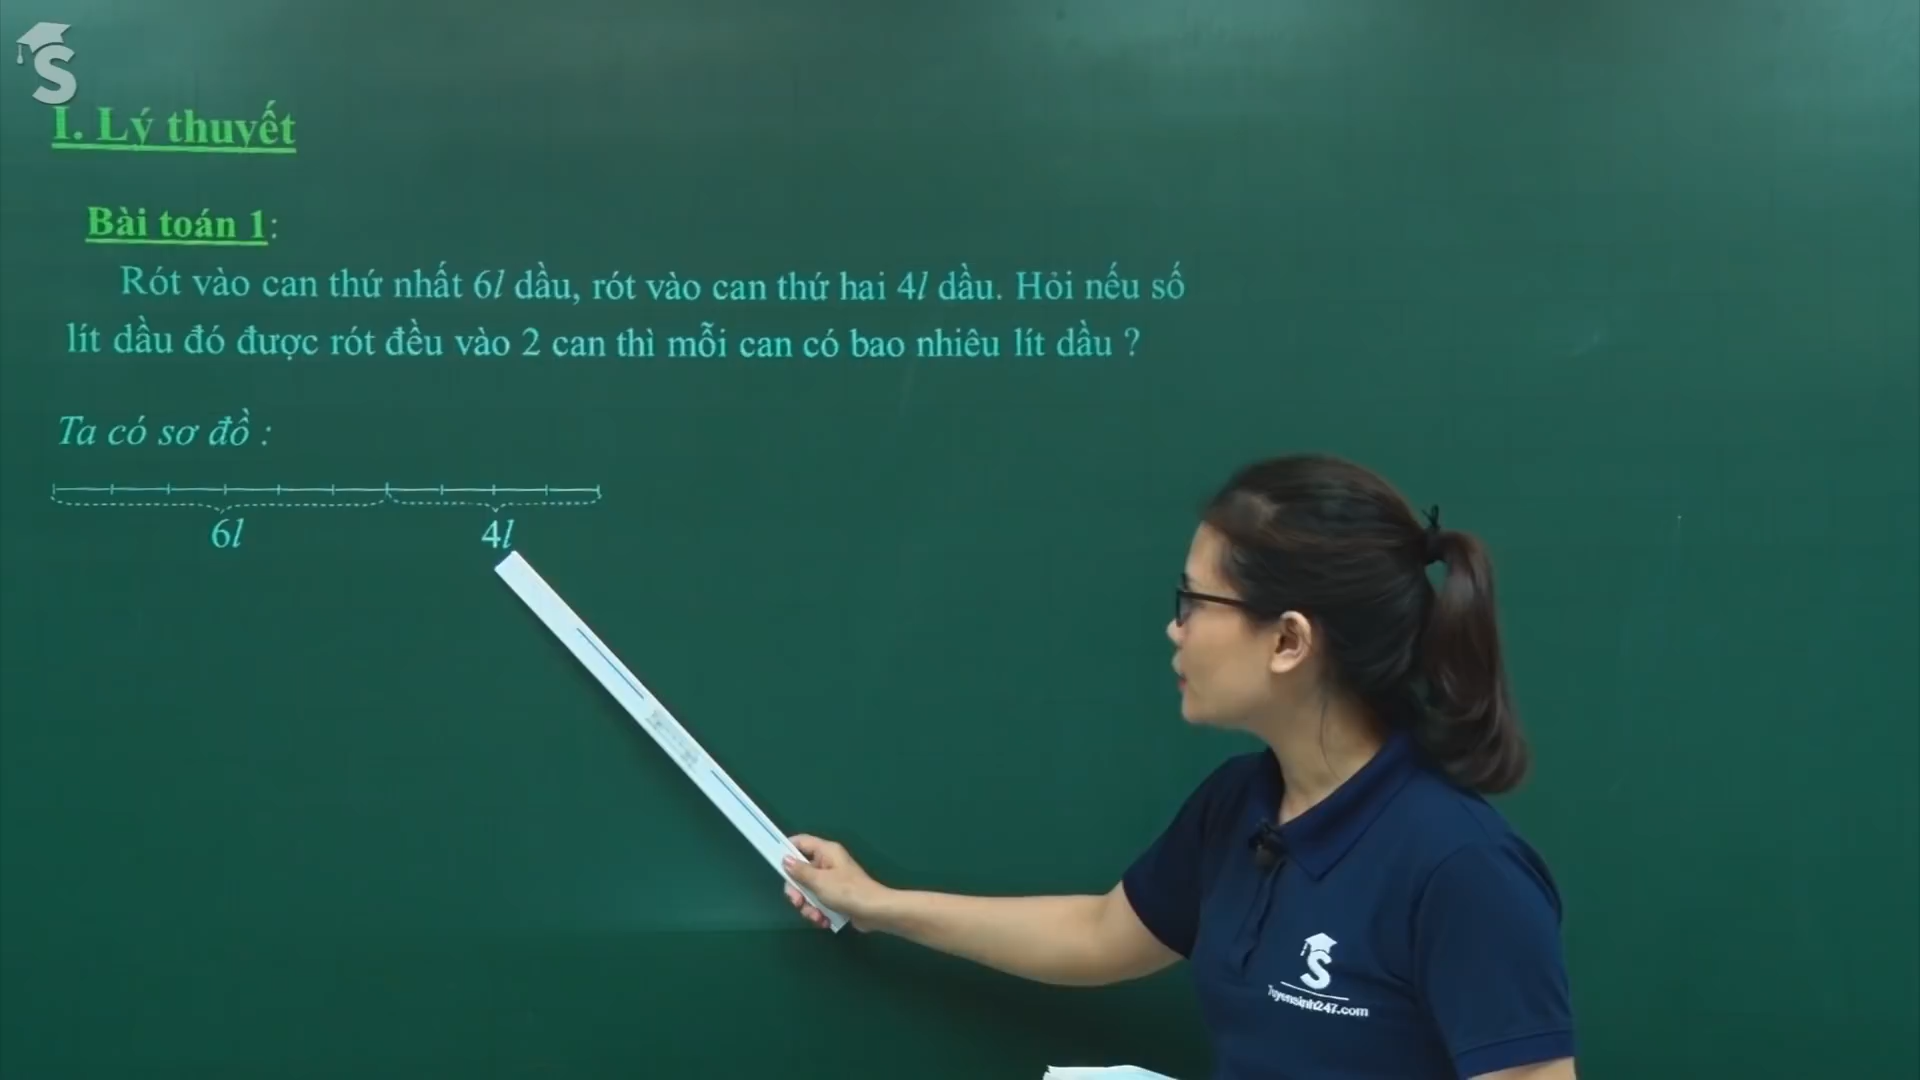 I. Lý thuyết
Bài toán 1:
Rót vào can thứ nhất 6l dầu, rót vào can thứ hai 4l dầu. Hỏi nếu số
lít dầu đó được rót đều vào 2 can thì mỗi can có bao nhiêu lít dầu ?
Ta có sơ đồ :
6l 4l
S
Tuyensinh247.com